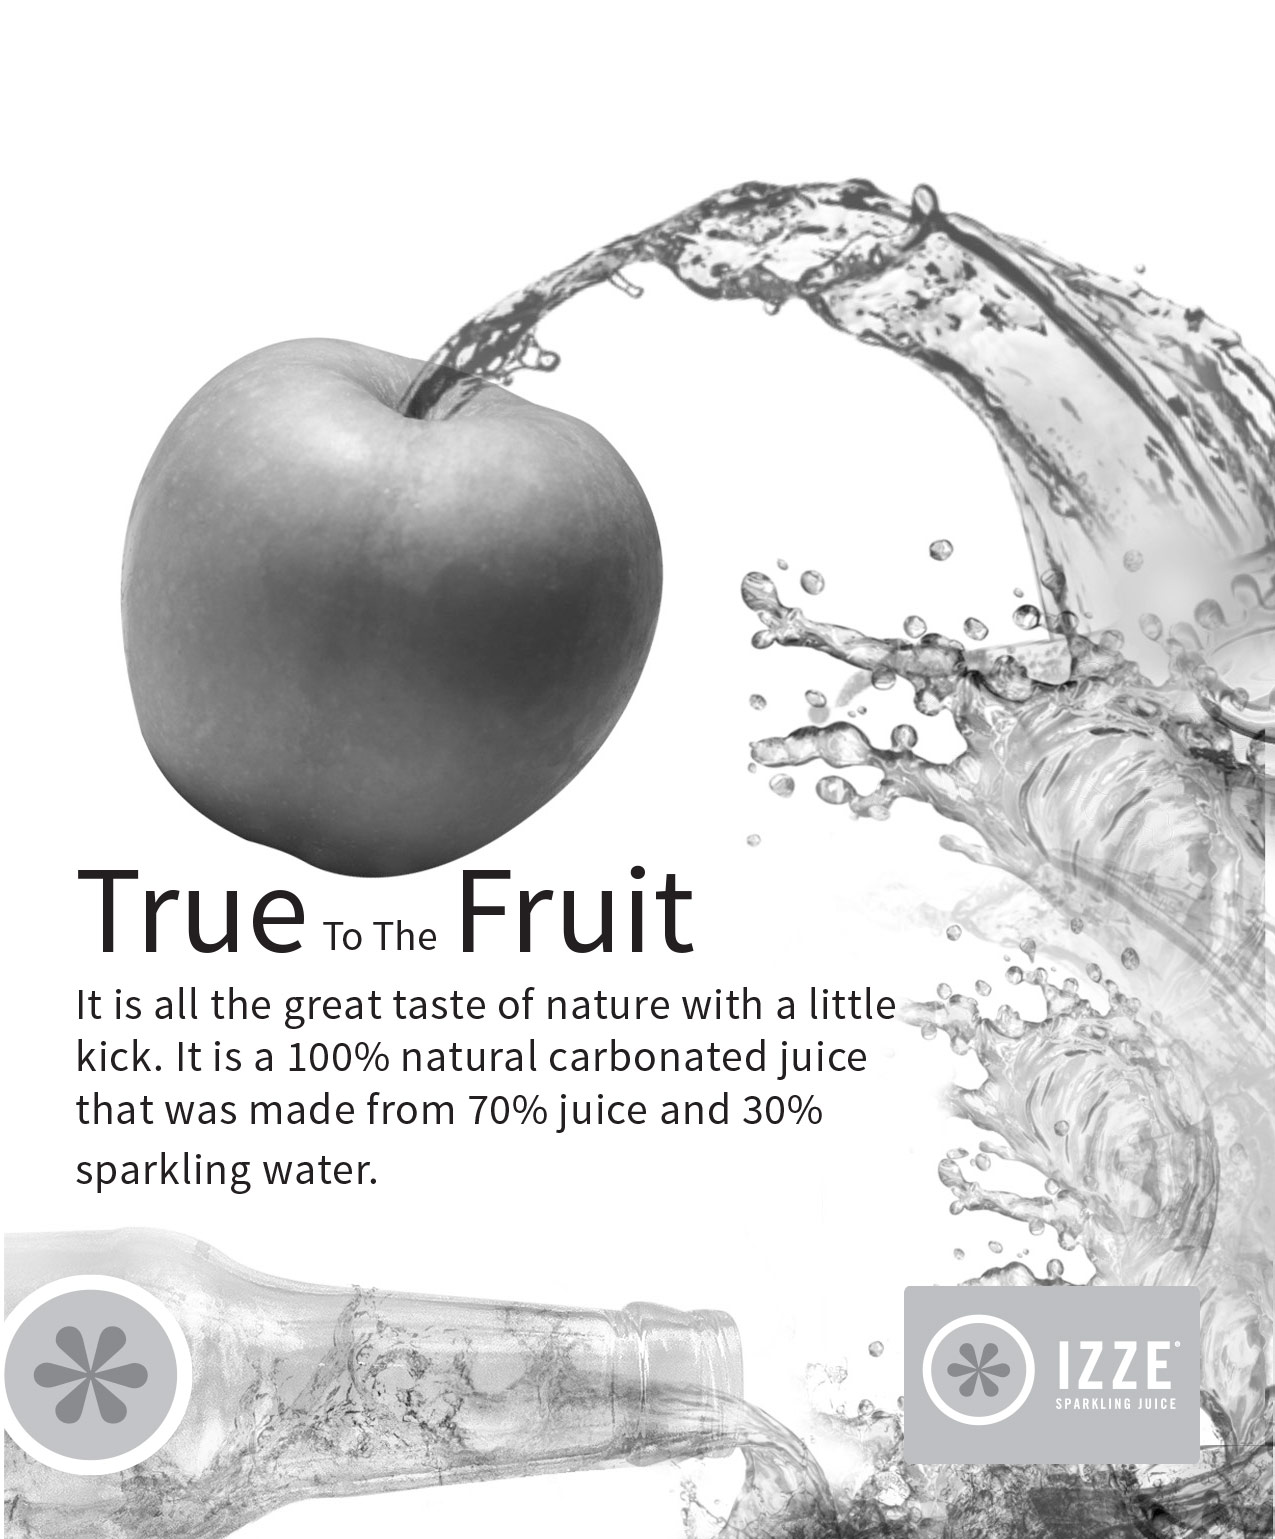 True To The Fruit
It is all the great taste of nature with a little
kick. It is a 100% natural carbonated juice
that was made from 70% juice and 30%
sparkling water.
IZZE
SPARKLING JUICE